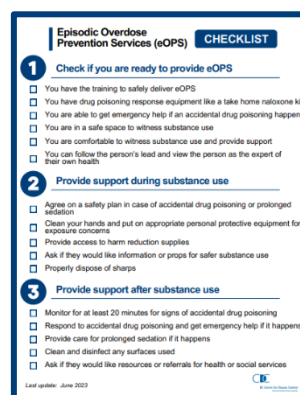 Episodic Overdose
Prevention Services (eOPS)
CHECKLIST
1 Check if you are ready to provide eOPS
You have the training to safely deliver eOPS
You have drug poisoning response equipment like a take home naloxone ki
You are able to get emergency help if an accidental drug poisoning happen
You are in a safe space to witness substance use
You are comfortable to witness substance use and provide support
You can follow the person's lead and view the person as the expert of
their own health
2 Provide support during substance use
Agree on a safety plan in case of accidental drug poisoning or prolonged
sedation
Clean your hands and put on appropriate personal protective equipment for
exposure concerns
Provide access to harm reduction supplies
Ask if they would like information or props for safer substance use
Properly dispose of sharps
3 Provide support after substance use
Monitor for at least 20 minutes for signs of accidental drug poisoning
Respond to accidental drug poisoning and get emergency help if it happens
Provide care for prolonged sedation if it happens
Clean and disinfect any surfaces used
Ask if they would like resources or referrals for health or social services
Last update: June 2023
BC Centre for Disease Control